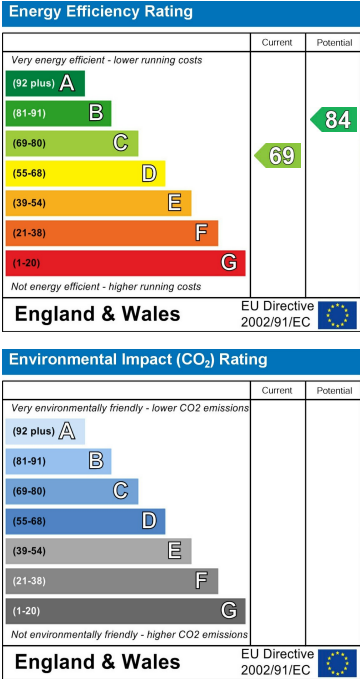 Energy Efficiency Rating
Current Potential
Very energy efficient - lower running costs
(92 plus) A
(81-91) B
(69-80) C
(55-68) D
(39-54) E
(21-38) F
(1-20) G
69
84
Not energy efficient - higher running costs
England & Wales
EU Directive
2002/91/EC
Environmental Impact (CO₂) Rating
Current Potential
Very environmentally friendly - lower CO2 emissions
(92 plus) A
(81-91) B
(69-80) C
(55-68) D
(39-54) E
(21-38) F
(1-20) G
Not environmentally friendly - higher CO2 emissions
England & Wales
EU Directive
2002/91/EC